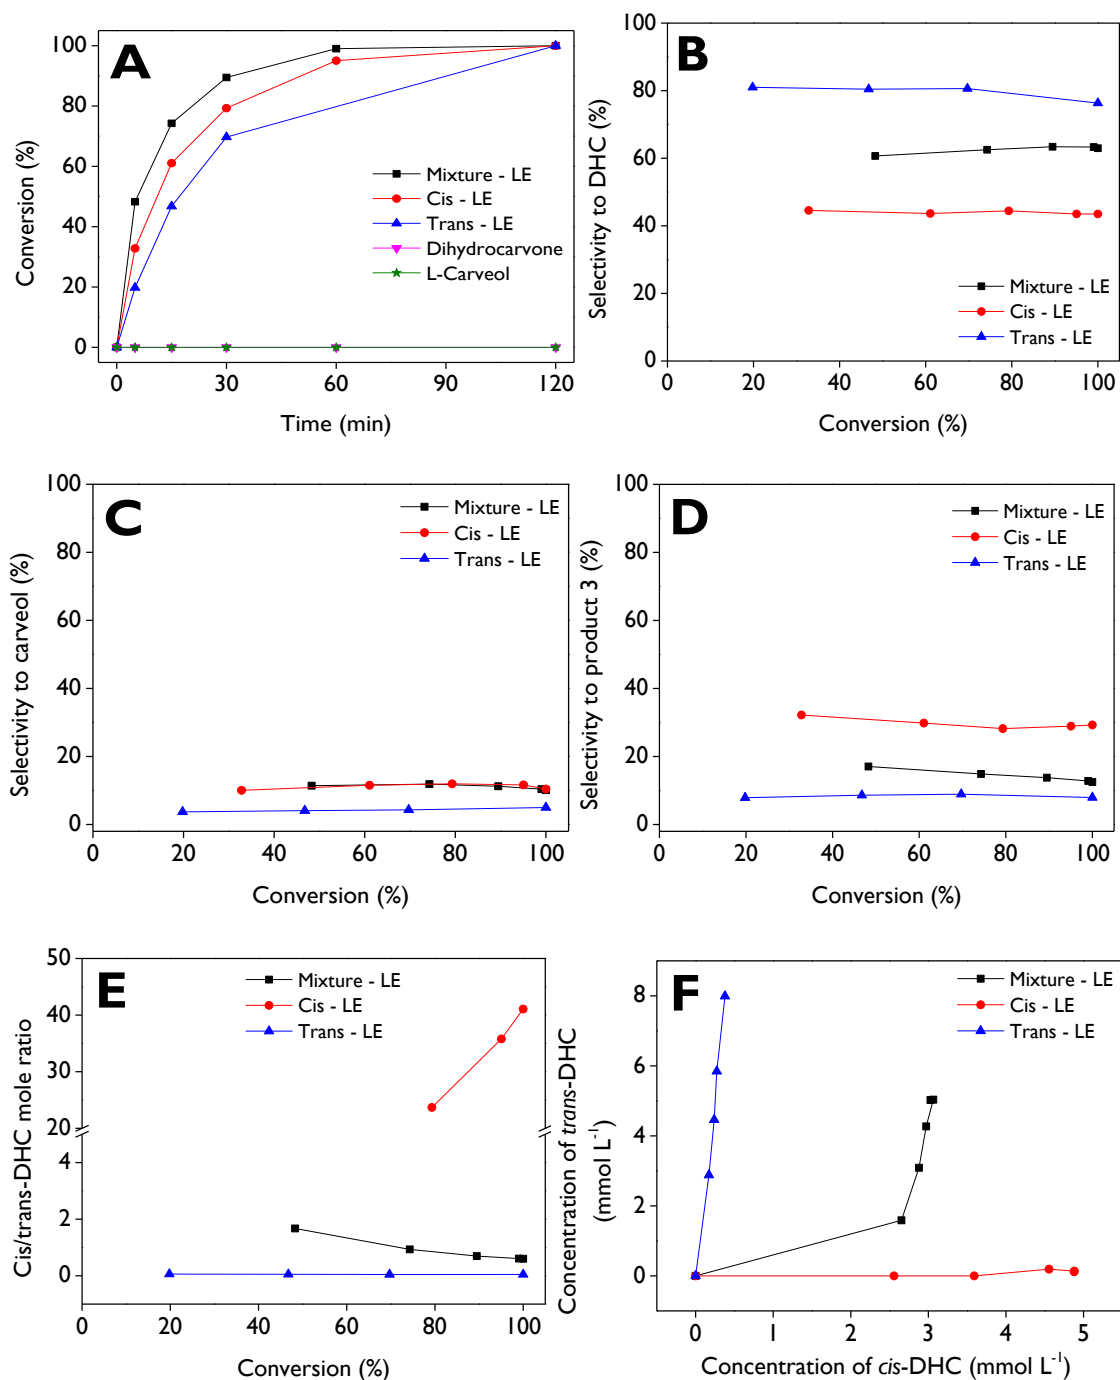 A
100
80
60
40
20
0
Conversion (%)
Mixture - LE
Cis - LE
Trans - LE
Dihydrocarvone
L-Carveol
0 30 60 90 120
Time (min)
B
100
80
60
40
20
0
Selectivity to DHC (%)
Mixture - LE
Cis - LE
Trans - LE
0 20 40 60 80 100
Conversion (%)
C
100
80
60
40
20
0
Selectivity to carveol (%)
Mixture - LE
Cis - LE
Trans - LE
0 20 40 60 80 100
Conversion (%)
D
100
80
60
40
20
0
Selectivity to product 3 (%)
Mixture - LE
Cis - LE
Trans - LE
0 20 40 60 80 100
Conversion (%)
E
50
40
30
20
4
2
0
Cis/trans-DHC mole ratio
Mixture - LE
Cis - LE
Trans - LE
0 20 40 60 80 100
Conversion (%)
F
8
6
4
2
0
Concentration of trans-DHC
(mmol L⁻¹)
Mixture - LE
Cis - LE
Trans - LE
0 1 2 3 4 5
Concentration of cis-DHC (mmol L⁻¹)